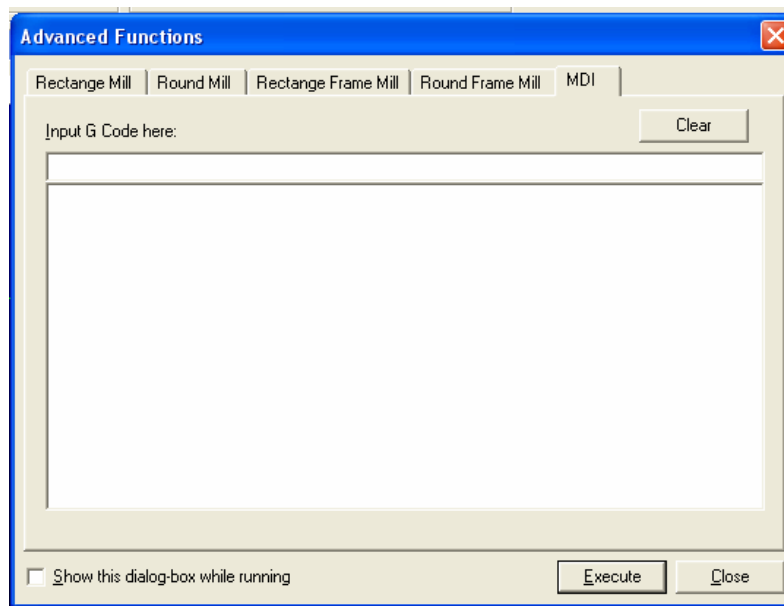 Advanced Functions
Rectange Mill Round Mill Rectange Frame Mill Round Frame Mill MDI
Input G Code here: Clear
Show this dialog-box while running Execute Close